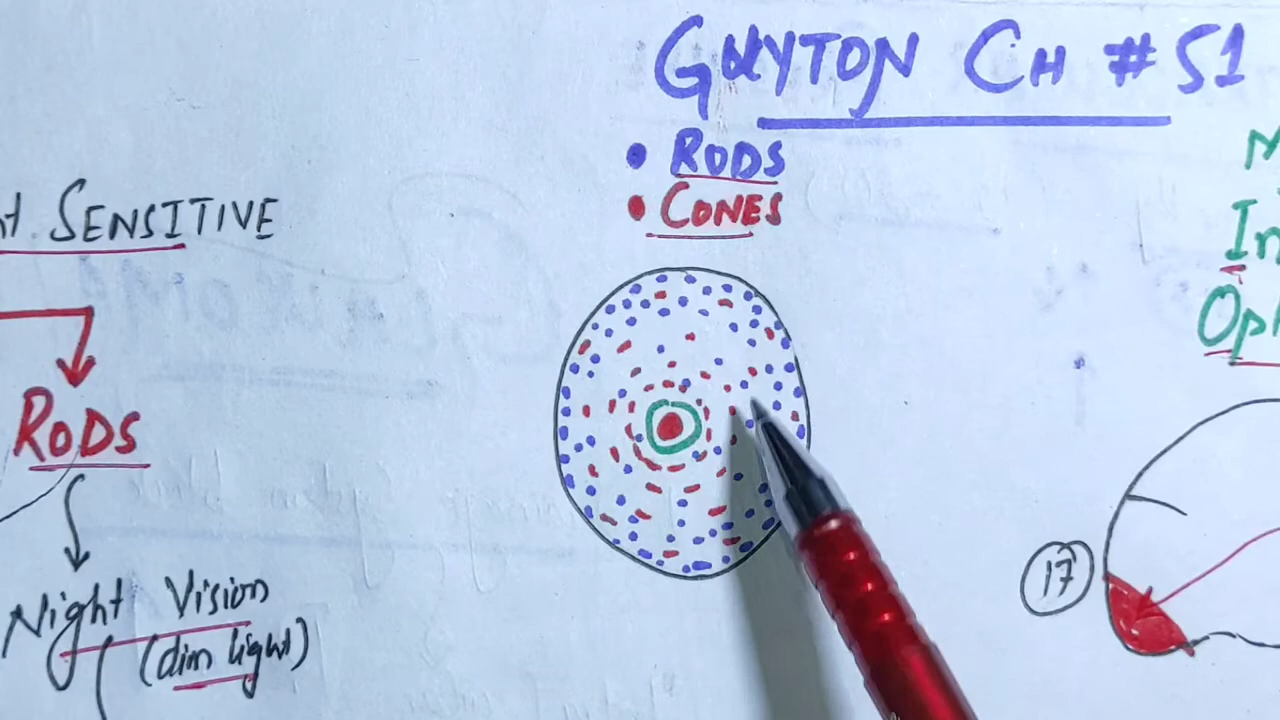 GUYTON CH # 51
• RODS
• CONES
SENSITIVE
RODS
Night Vision
(dim light)
17